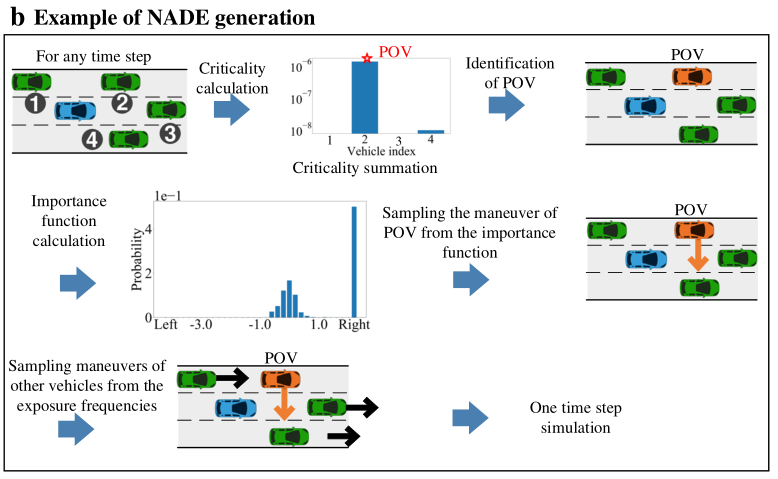 b Example of NADE generation
For any time step
1
2
3
4
Criticality
calculation
POV
10⁻⁶
10⁻⁷
10⁻⁸
1 2 3 4
Vehicle index
Criticality summation
Identification
of POV
POV
Importance
function
calculation
1e−1
Probability
4
2
0
Left -3.0 -1.0 1.0 Right
Sampling the maneuver of
POV from the importance
function
POV
Sampling maneuvers of
other vehicles from the
exposure frequencies
POV
One time step
simulation